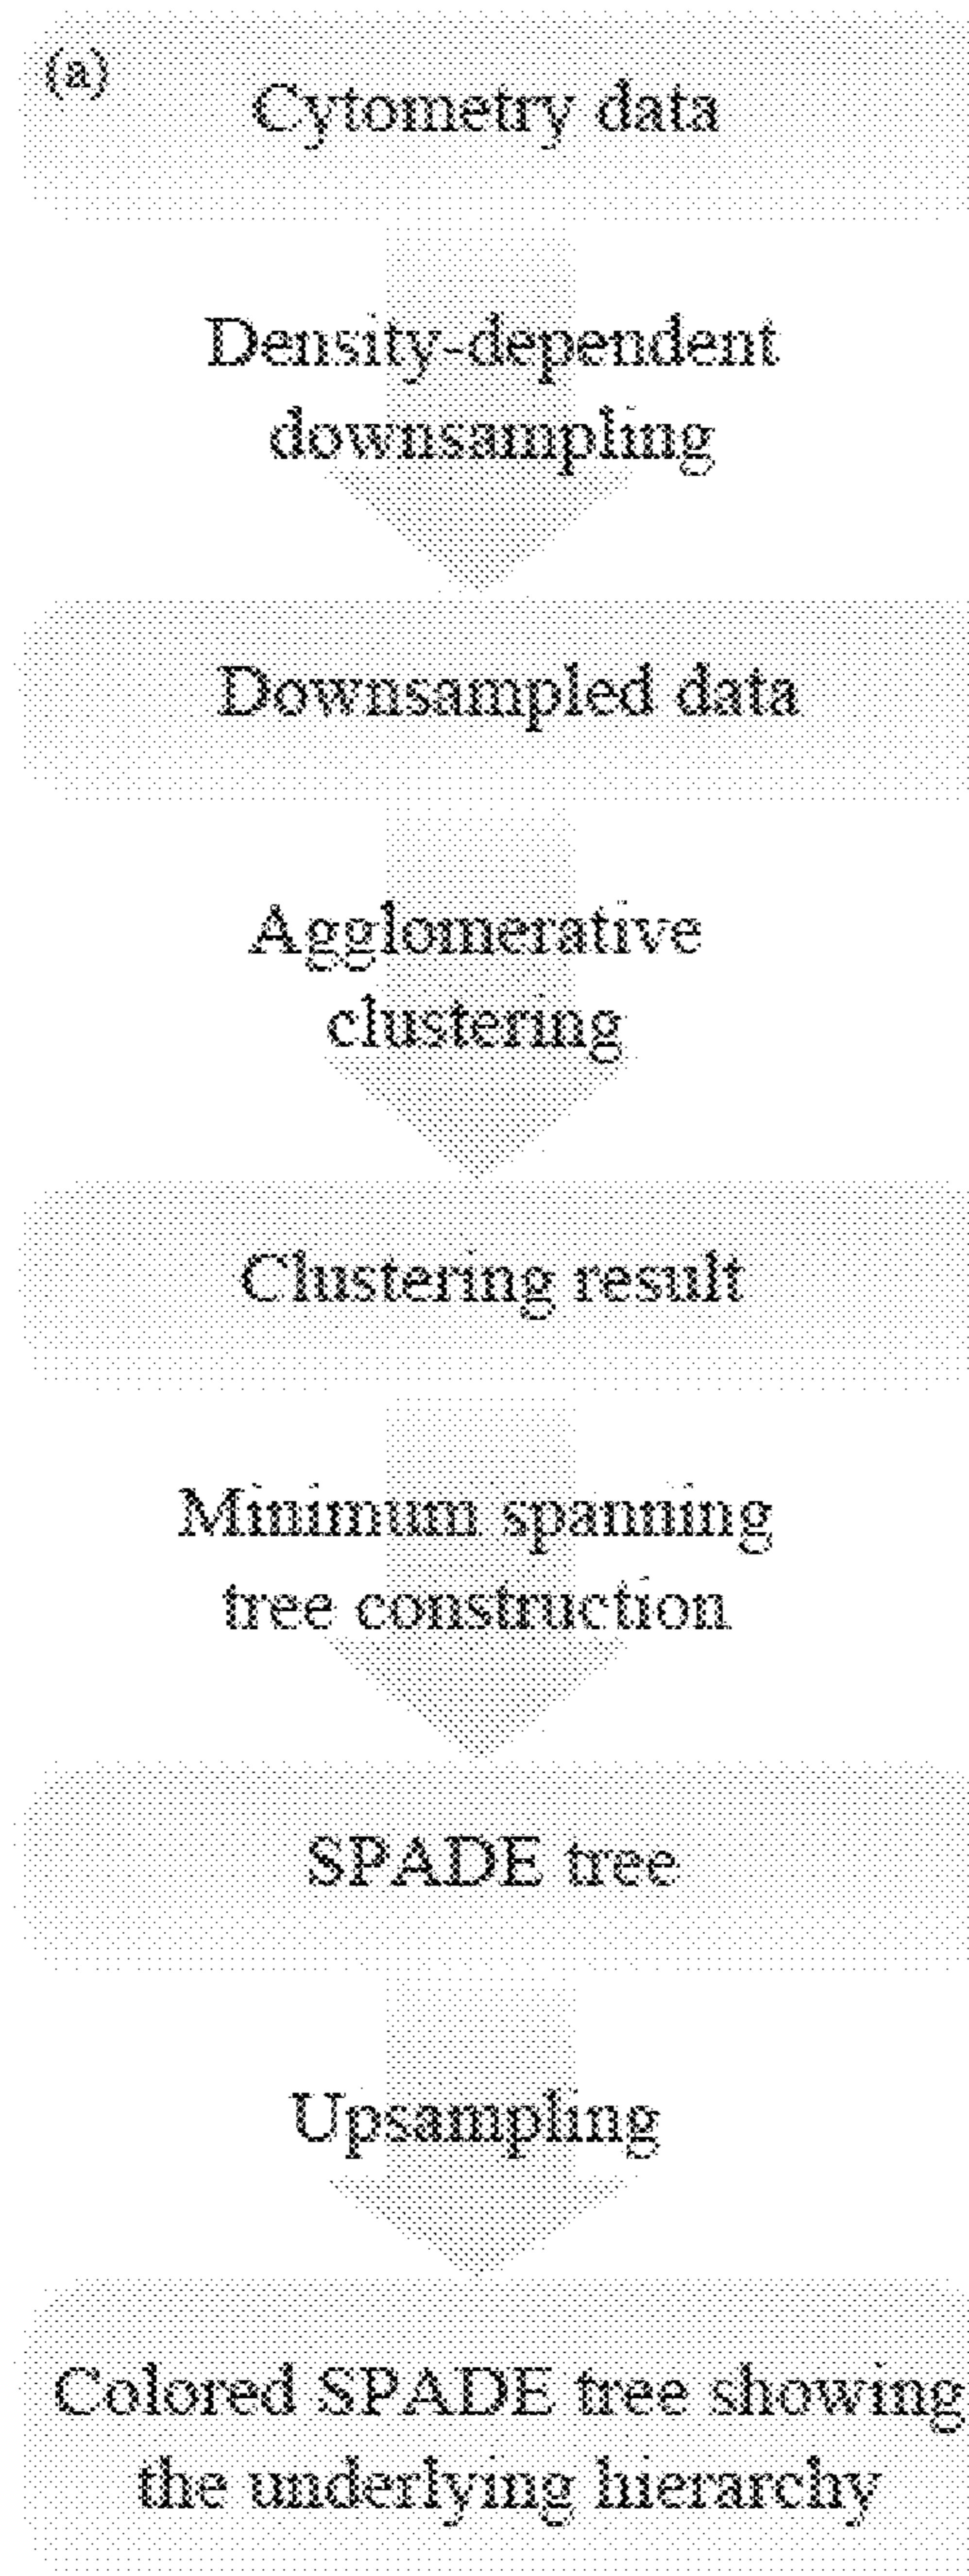 (a)
Cytometry data
Density-dependent
downsampling
Downsampled data
Agglomerative
clustering
Clustering result
Minimum spanning
tree construction
SPADE tree
Upsampling
Colored SPADE tree showing
the underlying hierarchy